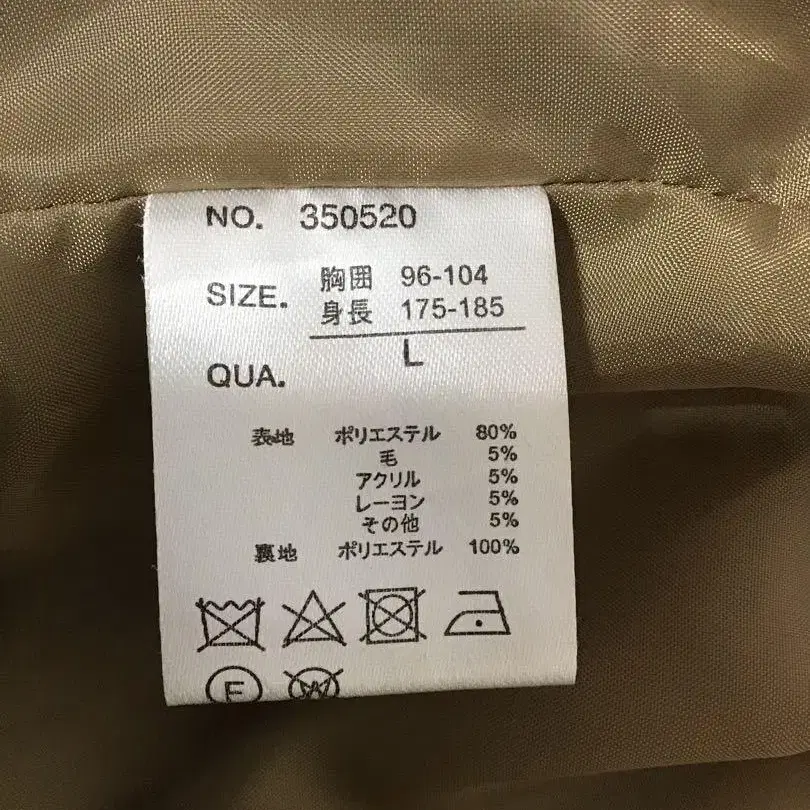 NO. 350520
SIZE. 胸囲 96-104
身長 175-185
L
QUA.
表地 ポリエステル 80%
毛 5%
アクリル 5%
レーヨン 5%
その他 5%
裏地 ポリエステル 100%
F W